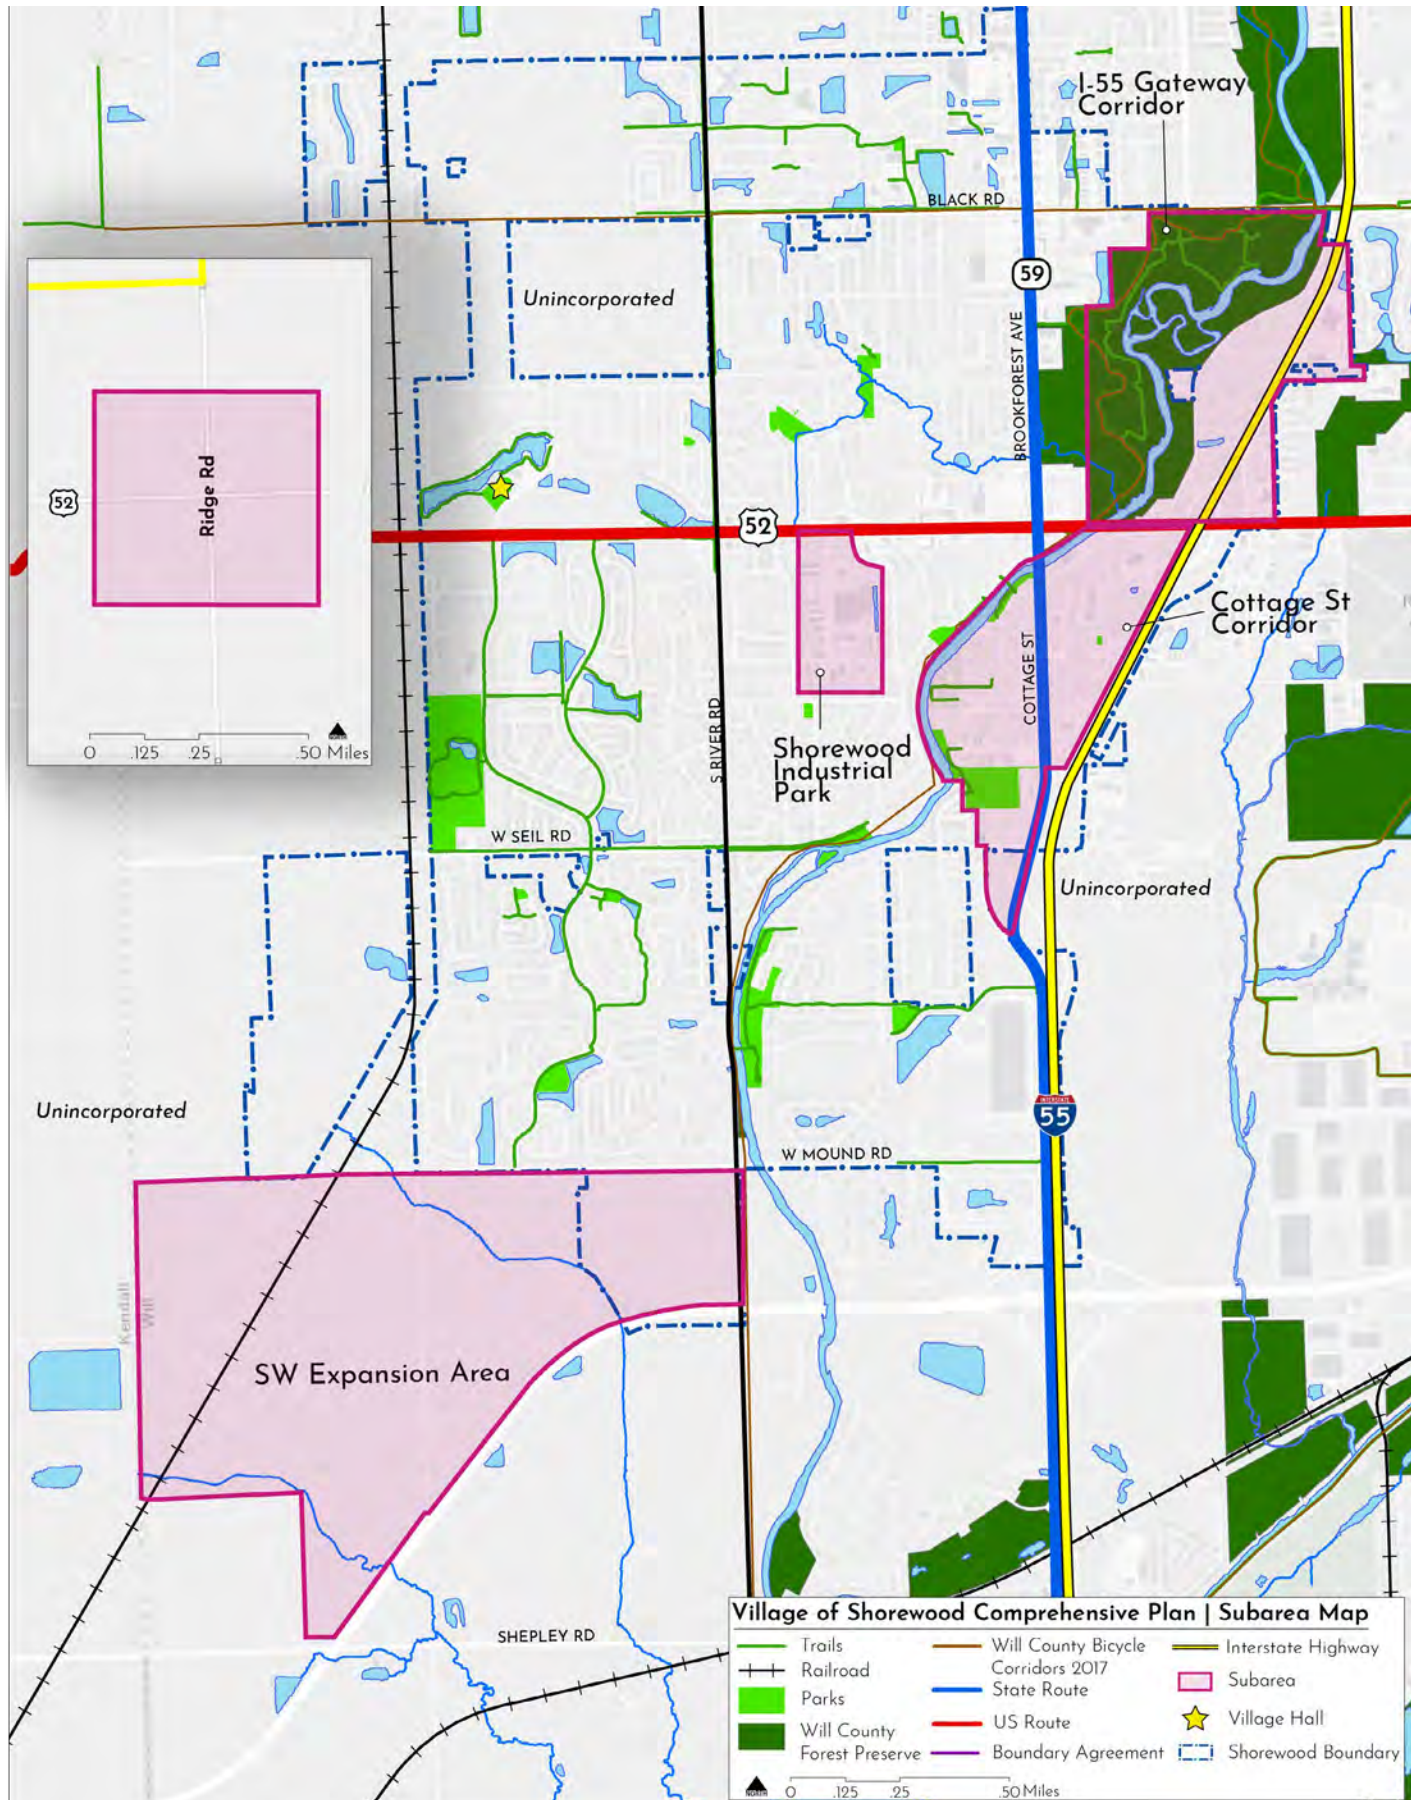 I-55 Gateway
Corridor
BLACK RD
59
Unincorporated
BROOKFOREST AVE
52
Ridge Rd
0 .125 .25 .50 Miles
NORTH
52
Cottage St
Corridor
COTTAGE ST
S RIVER RD
Shorewood
Industrial
Park
W SEIL RD
Unincorporated
Unincorporated
INTERSTATE
55
W MOUND RD
Kendall
Will
SW Expansion Area
SHEPLEY RD
Village of Shorewood Comprehensive Plan | Subarea Map
Trails
Railroad
Parks
Will County
Forest Preserve
Will County Bicycle
Corridors 2017
State Route
US Route
Boundary Agreement
Interstate Highway
Subarea
Village Hall
Shorewood Boundary
NORTH
0 .125 .25 .50 Miles